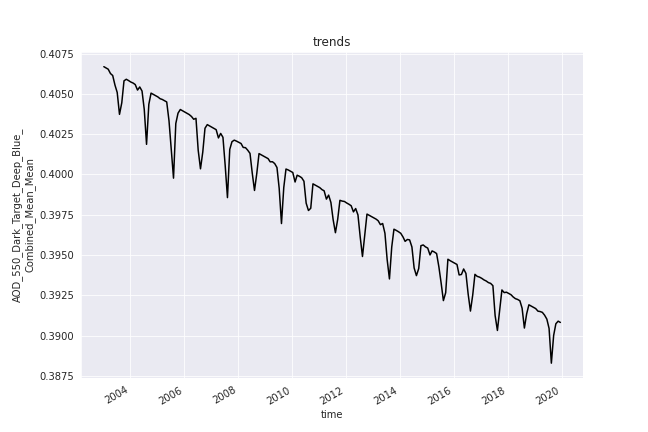 trends
0.4075
0.4050
0.4025
0.4000
0.3975
0.3950
0.3925
0.3900
0.3875
AOD_550_Dark_Target_Deep_Blue_
Combined_Mean_Mean
2004 2006 2008 2010 2012 2014 2016 2018 2020
time